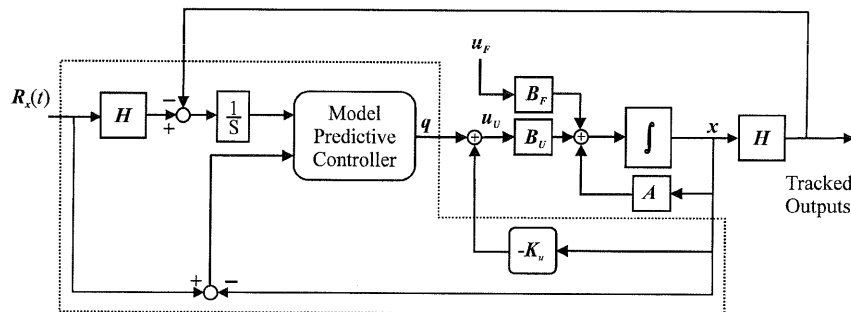 u_F
R_x(t)
H
−
+
1
S
Model
Predictive
Controller
q
+
u_U
B_F
B_U
+
∫
x
H
A
Tracked
Outputs
-K_u
+
−